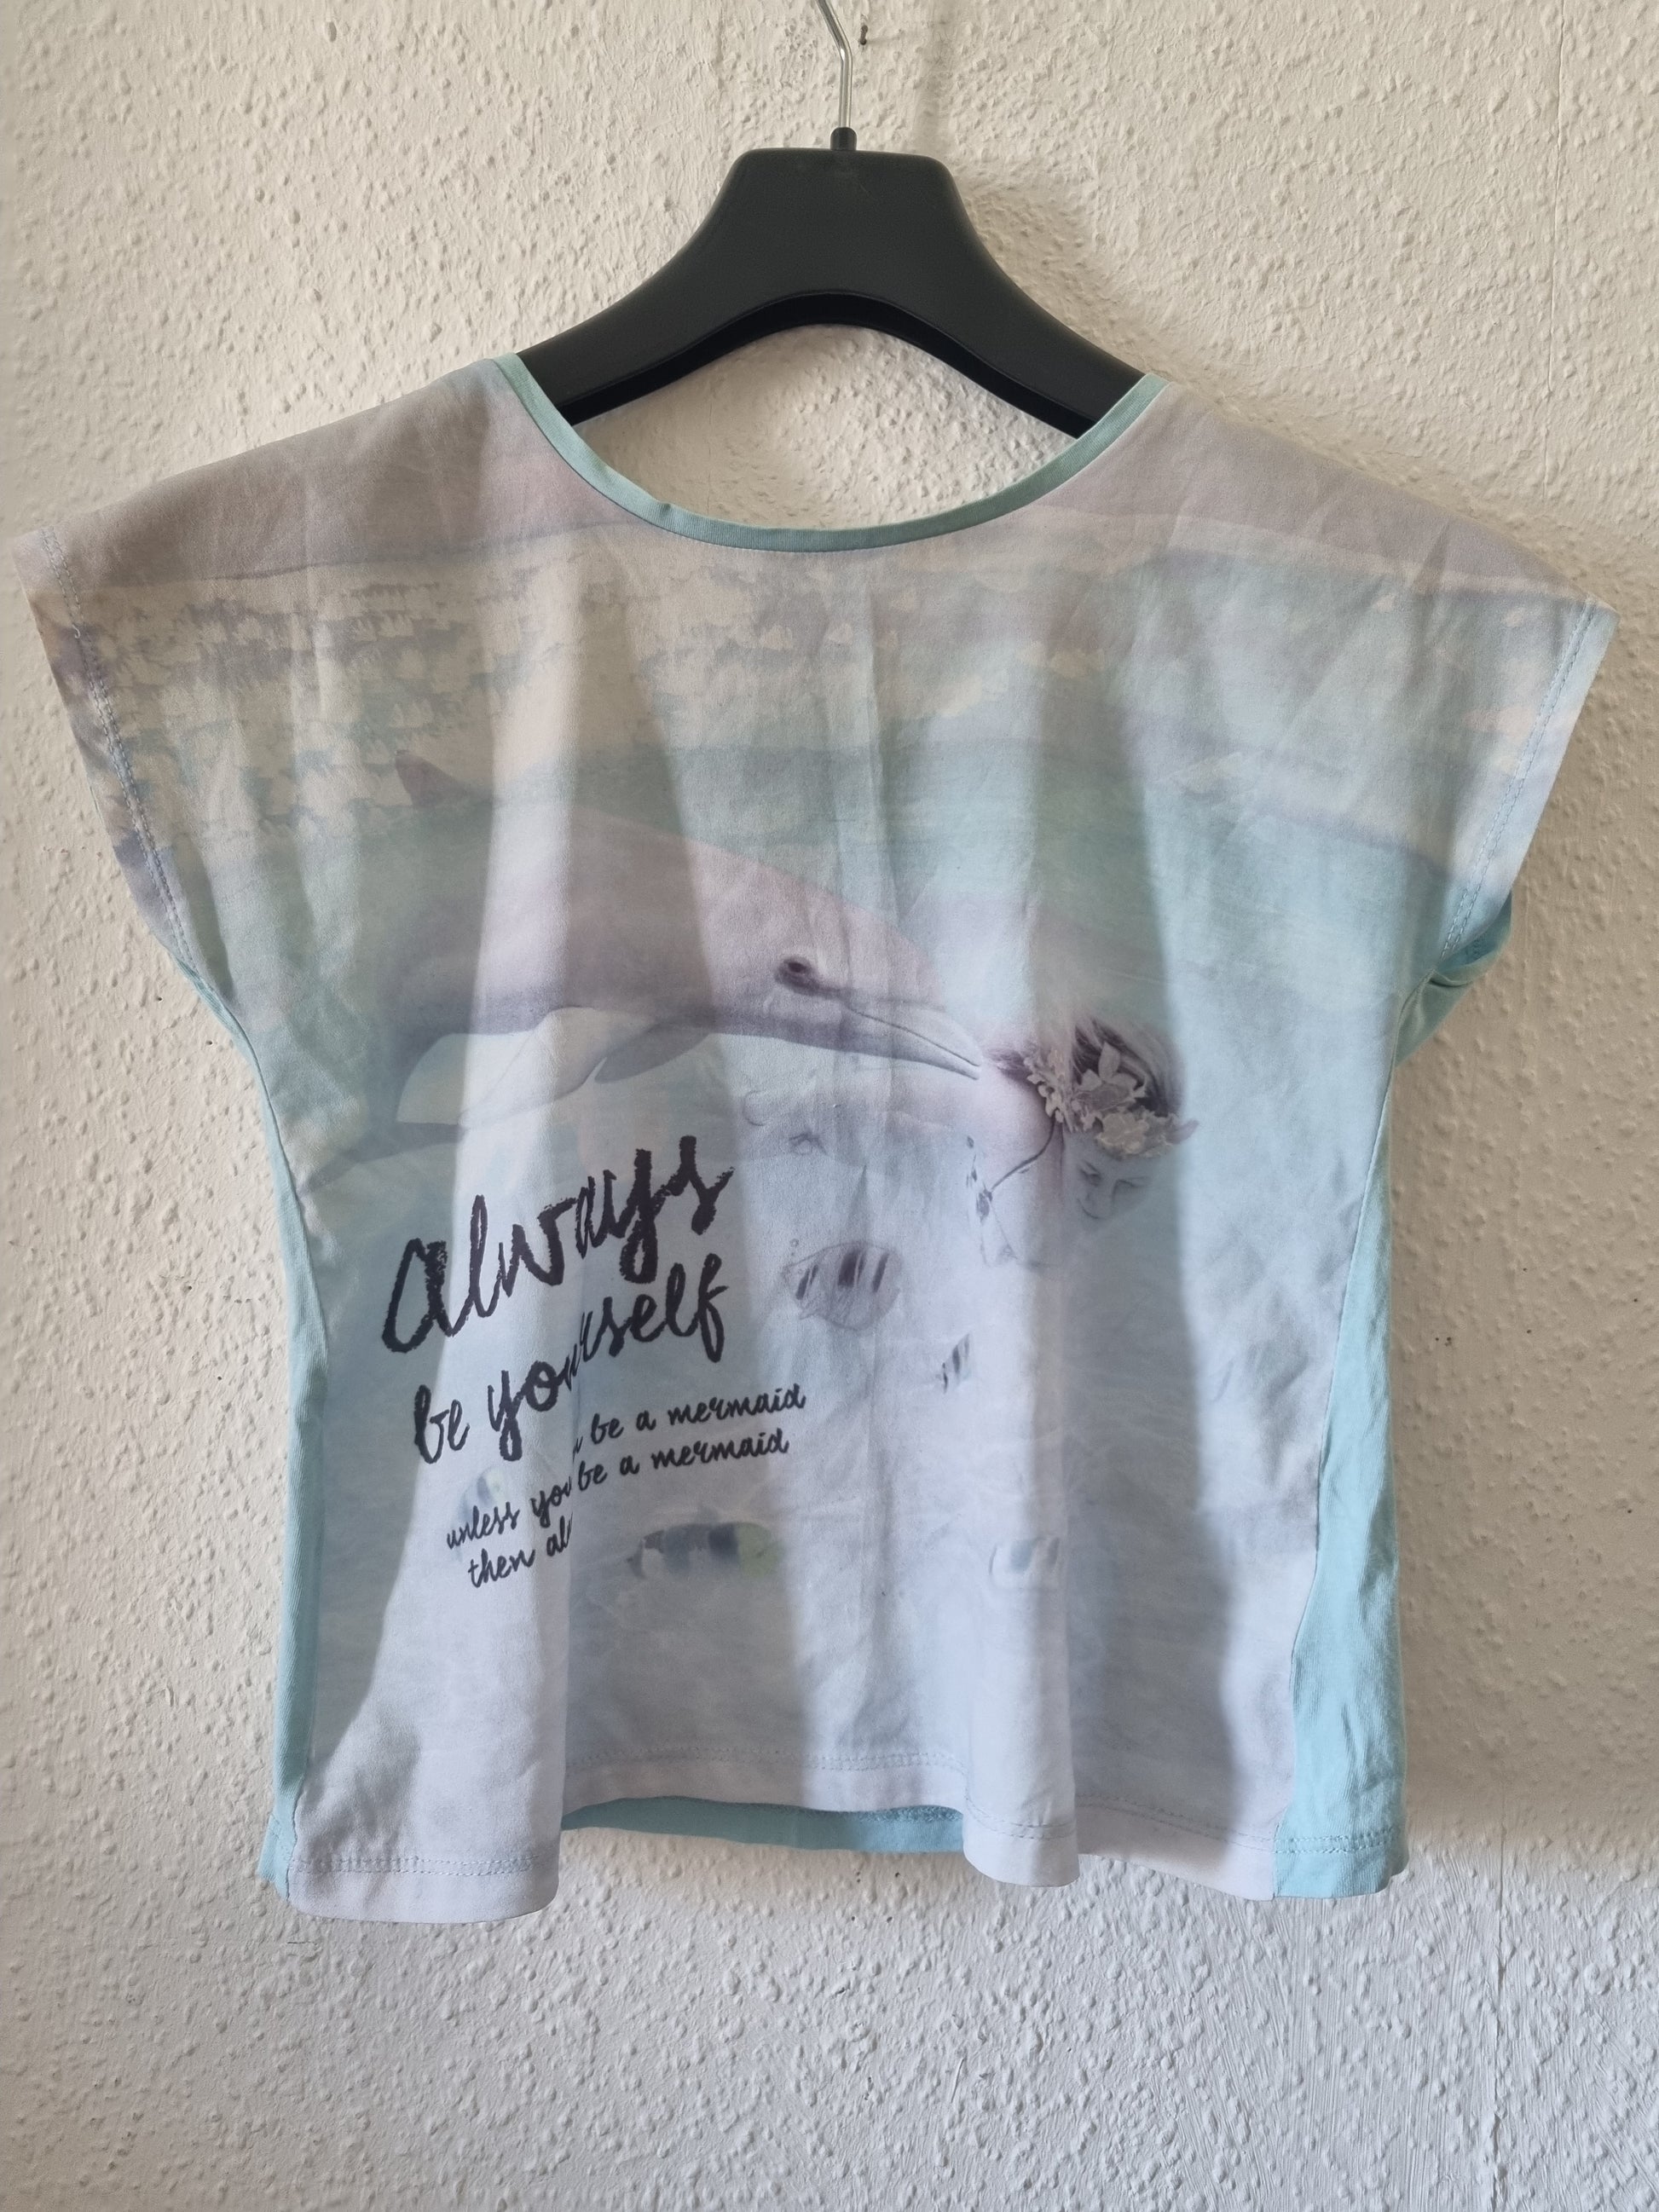 always
be yourself
unless you be a mermaid
then al be a mermaid